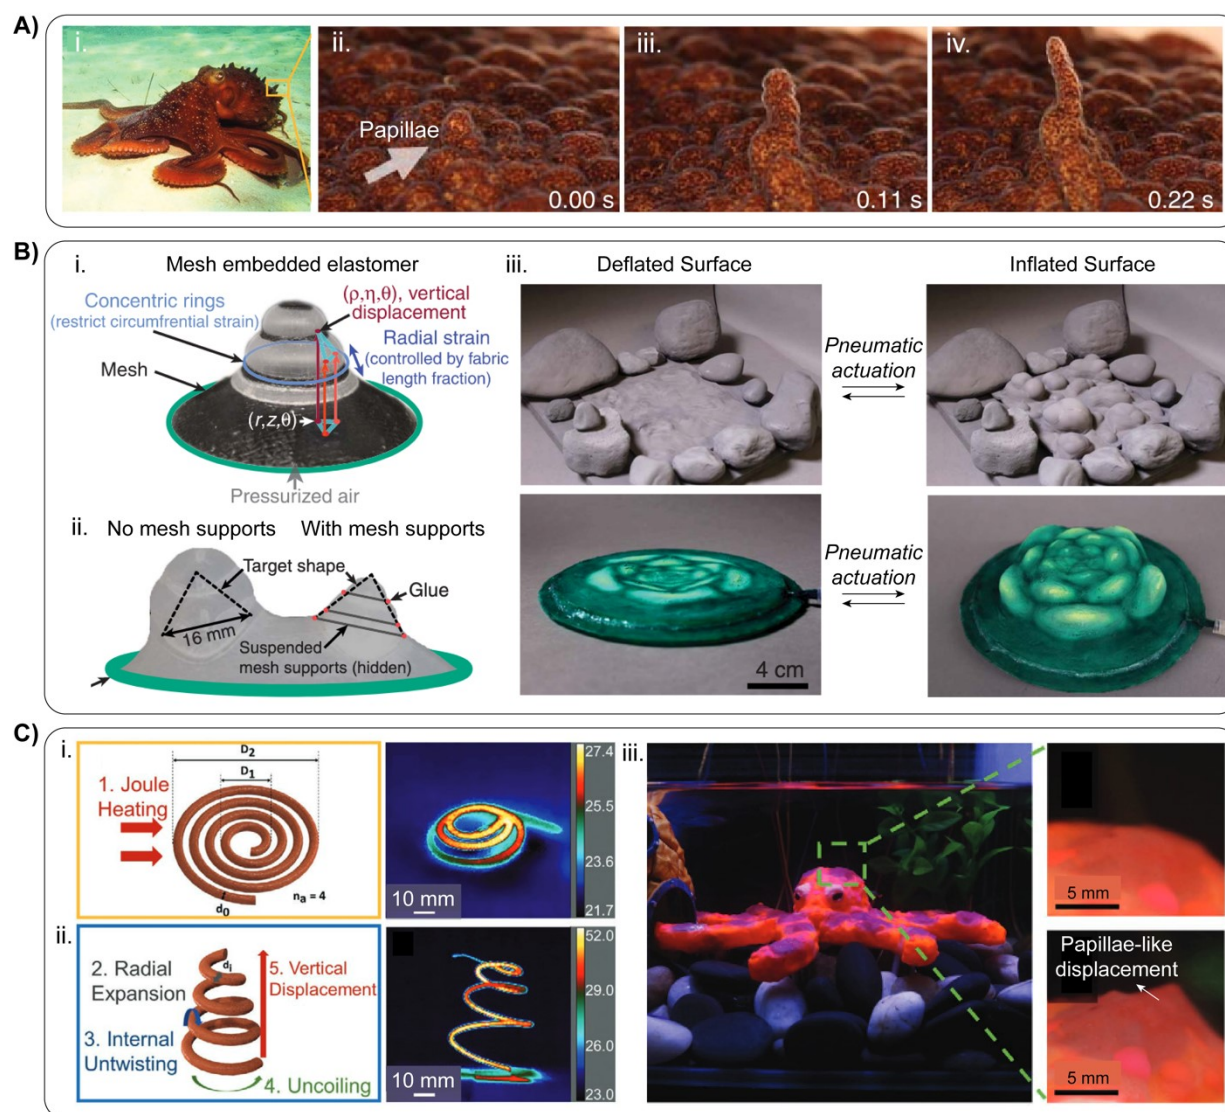 A)
i.
ii.
Papillae
0.00 s
iii.
0.11 s
iv.
0.22 s
B)
i.
Mesh embedded elastomer
Concentric rings
(restrict circumfrential strain)
(ρ,η,θ), vertical
displacement
Radial strain
(controlled by fabric
length fraction)
Mesh
(r,z,θ)
Pressurized air
ii.
No mesh supports
With mesh supports
Target shape
Glue
16 mm
Suspended
mesh supports (hidden)
iii.
Deflated Surface
Inflated Surface
Pneumatic
actuation
Pneumatic
actuation
4 cm
C)
i.
D2
D1
1. Joule
Heating
d0
na = 4
27.4
25.5
23.6
21.7
10 mm
ii.
di
2. Radial
Expansion
3. Internal
Untwisting
5. Vertical
Displacement
4. Uncoiling
52.0
29.0
26.0
23.0
10 mm
iii.
5 mm
Papillae-like
displacement
5 mm